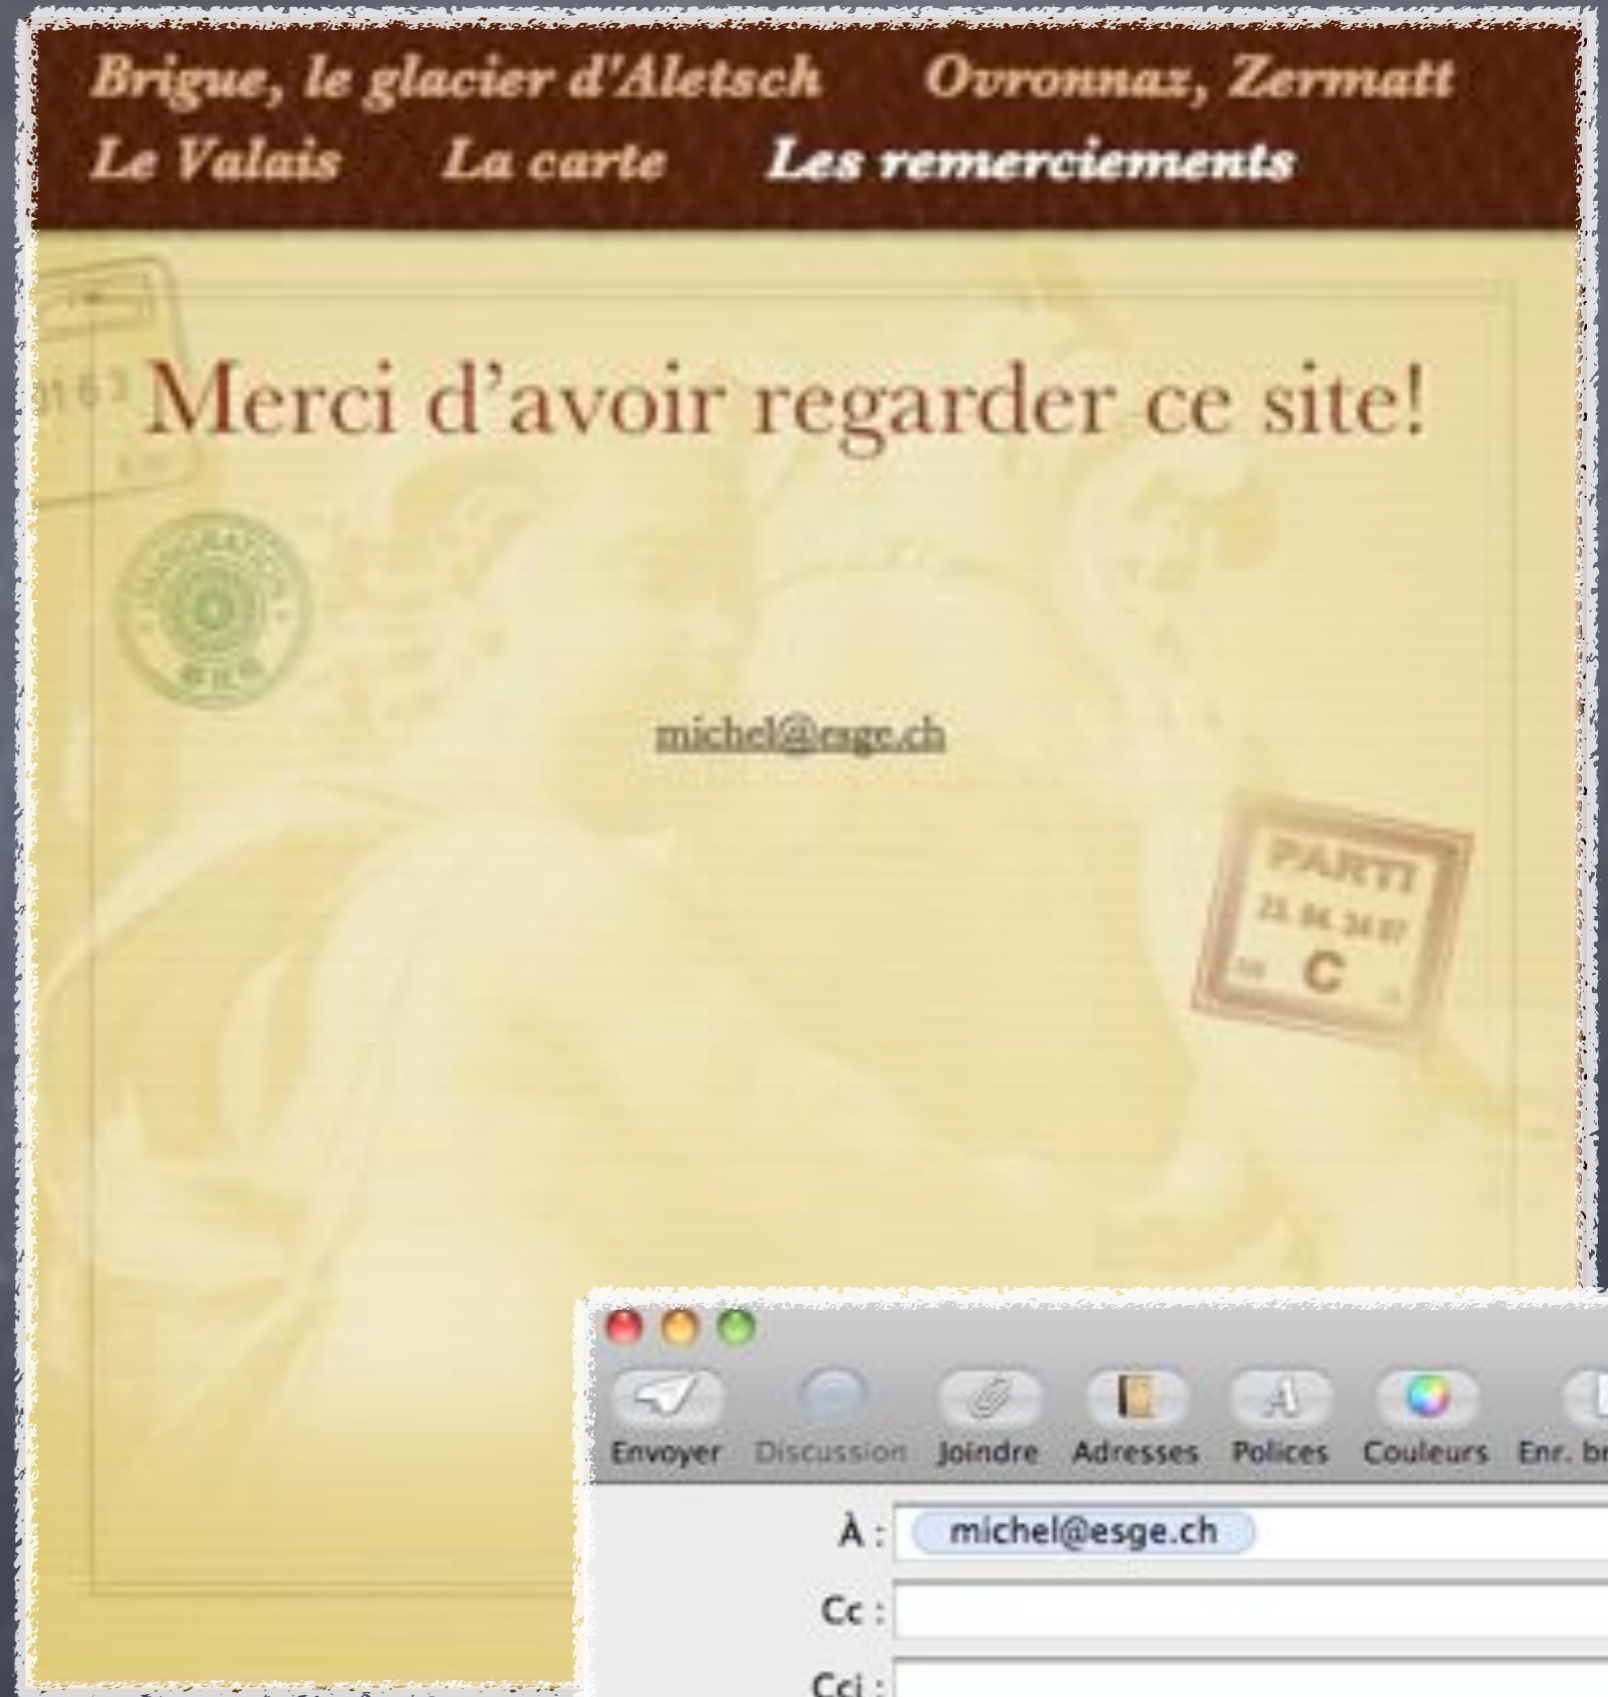 Brigue, le glacier d'Aletsch Ovronnaz, Zermatt
Le Valais La carte Les remerciements
Merci d'avoir regarder ce site!
michel@esge.ch
PARTI
C
Envoyer Discussion Joindre Adresses Polices Couleurs Enr.
À : michel@esge.ch
Cc :
Cci :